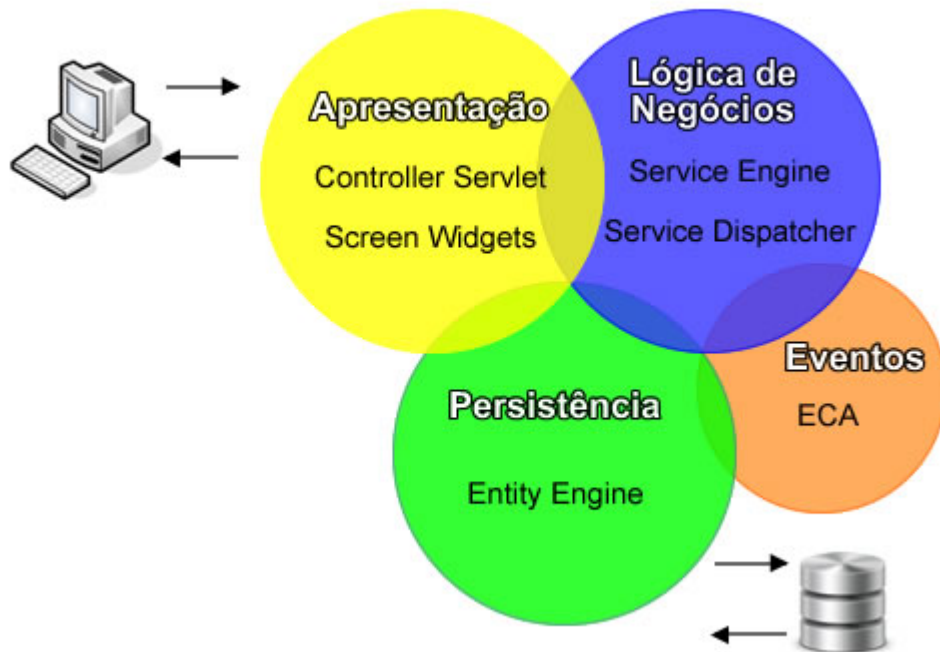 Apresentação
Controller Servlet
Screen Widgets
Lógica de
Negócios
Service Engine
Service Dispatcher
Persistência
Entity Engine
Eventos
ECA